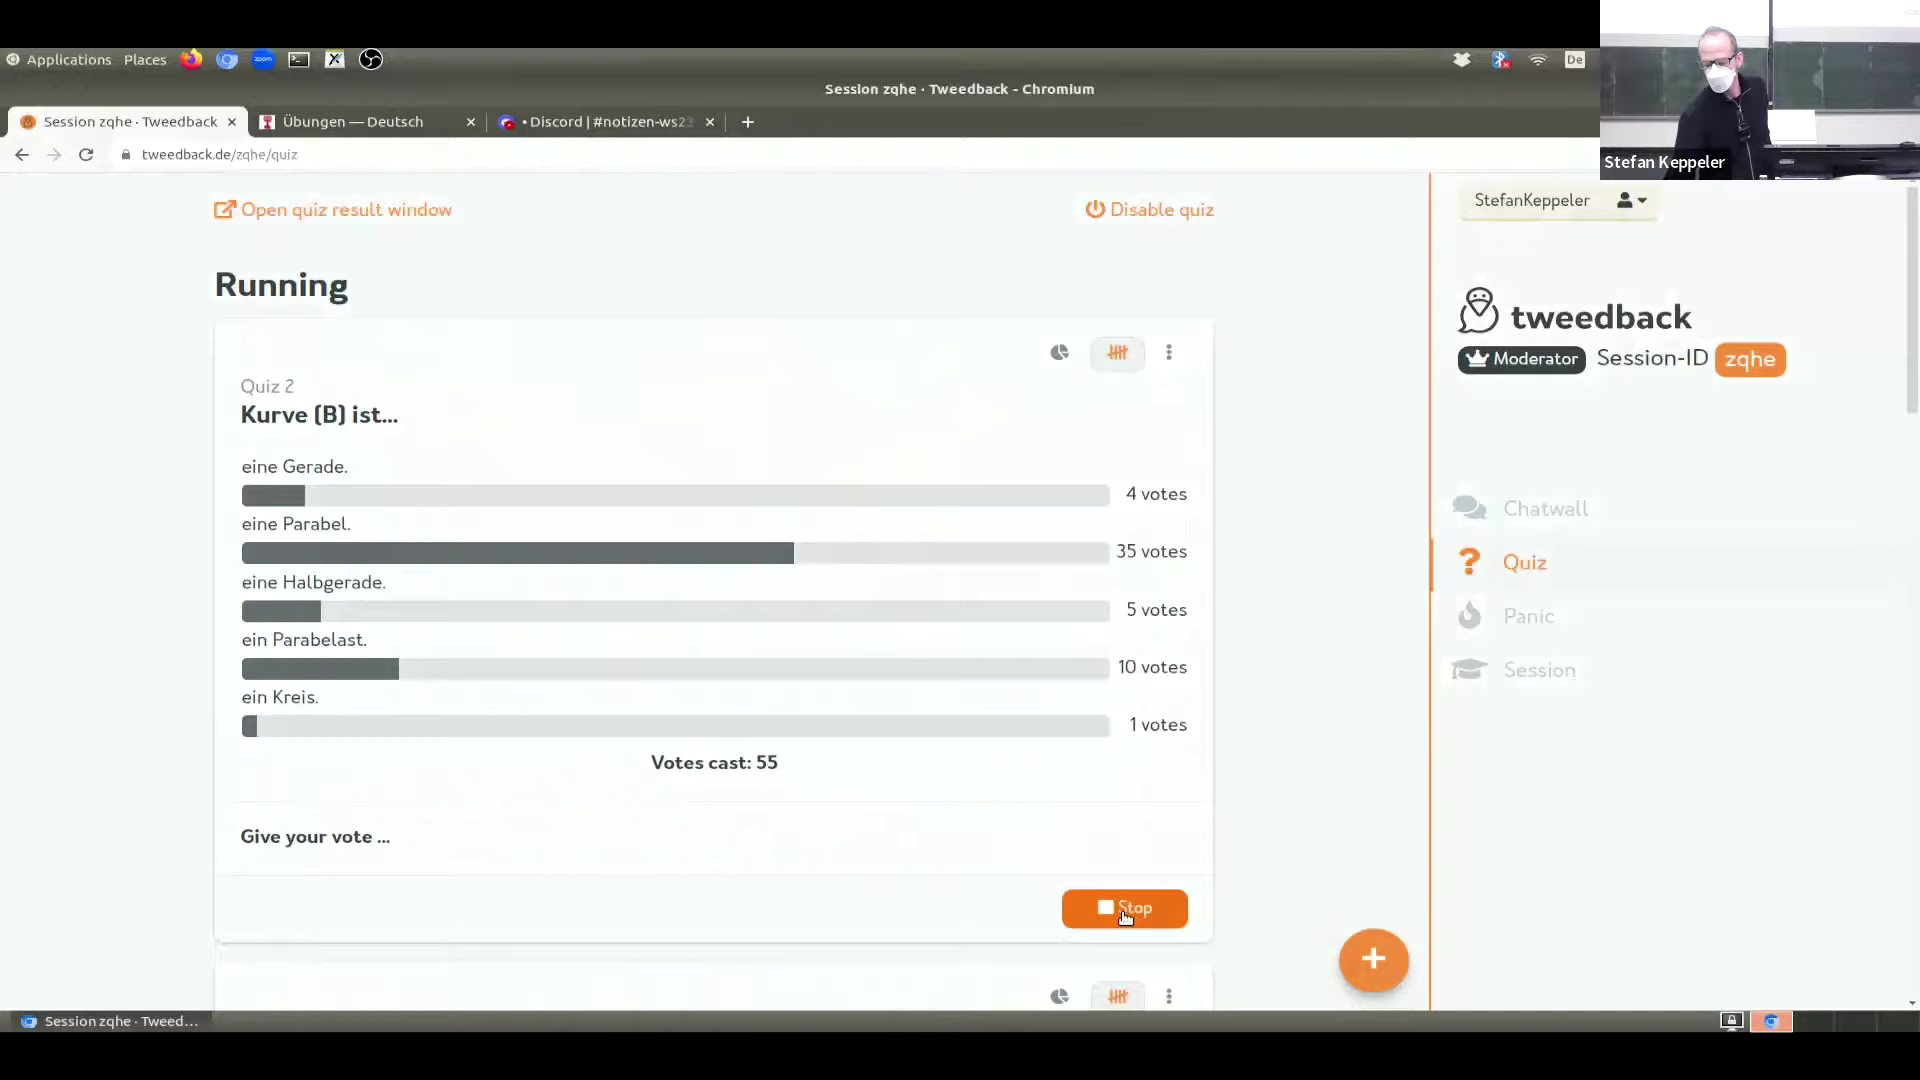 Applications Places zoom De
Session zqhe · Tweedback - Chromium
Session zqhe · Tweedback
Übungen — Deutsch
• Discord | #notizen-ws23
tweedback.de/zqhe/quiz
Stefan Keppeler
Open quiz result window
Disable quiz
StefanKeppeler
Running
tweedback
Moderator Session-ID zqhe
Quiz 2
Kurve (B) ist...
eine Gerade.
4 votes
eine Parabel.
35 votes
eine Halbgerade.
5 votes
ein Parabelast.
10 votes
ein Kreis.
1 votes
Votes cast: 55
Give your vote ...
Stop
Chatwall
Quiz
Panic
Session
Session zqhe · Tweed...